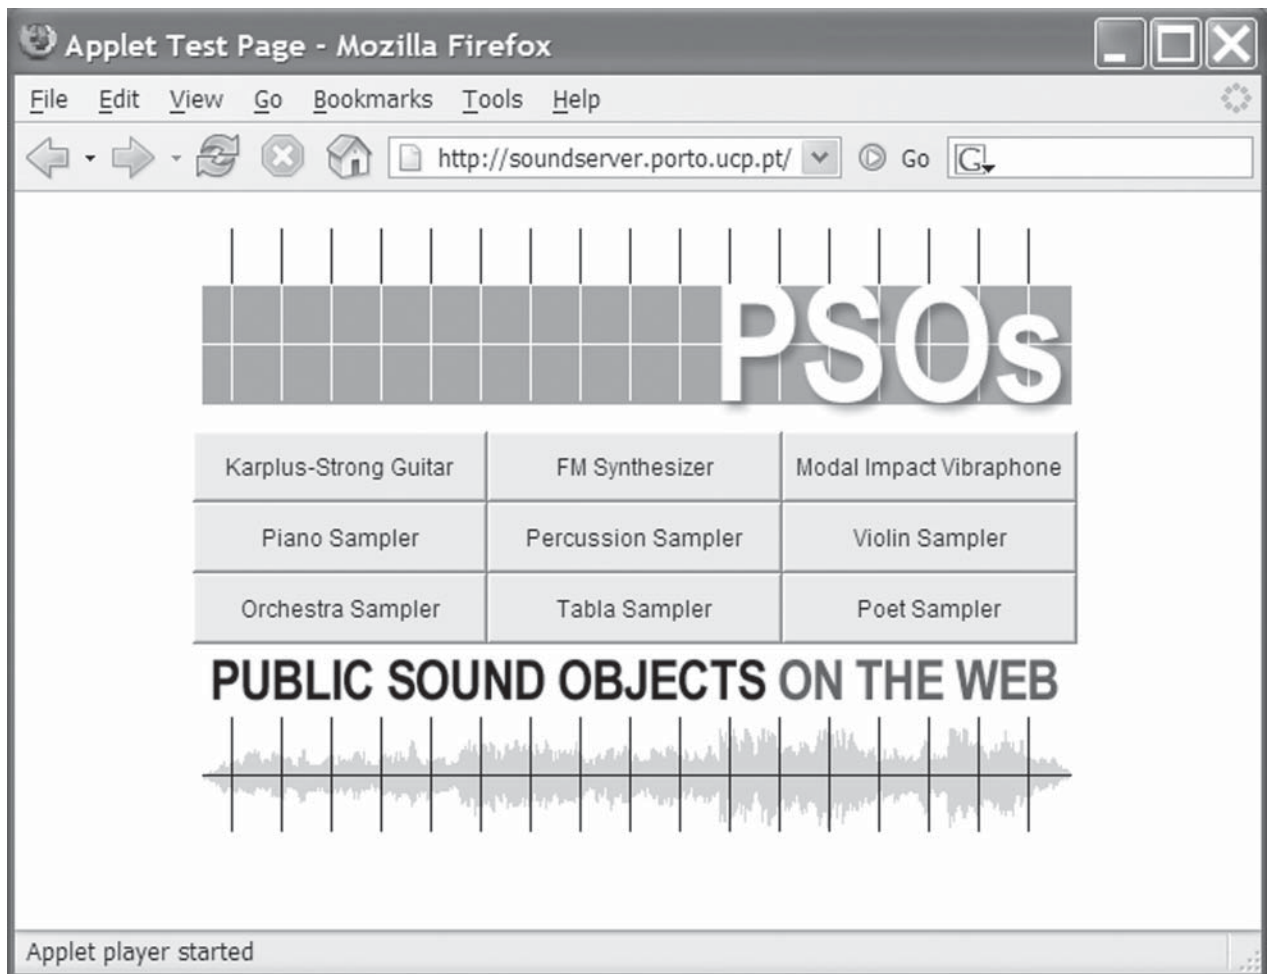 Applet Test Page - Mozilla Firefox
File Edit View Go Bookmarks Tools Help
http://soundserver.porto.ucp.pt/ Go G
PSOs
Karplus-Strong Guitar FM Synthesizer Modal Impact Vibraphone
Piano Sampler Percussion Sampler Violin Sampler
Orchestra Sampler Tabla Sampler Poet Sampler
PUBLIC SOUND OBJECTS ON THE WEB
Applet player started